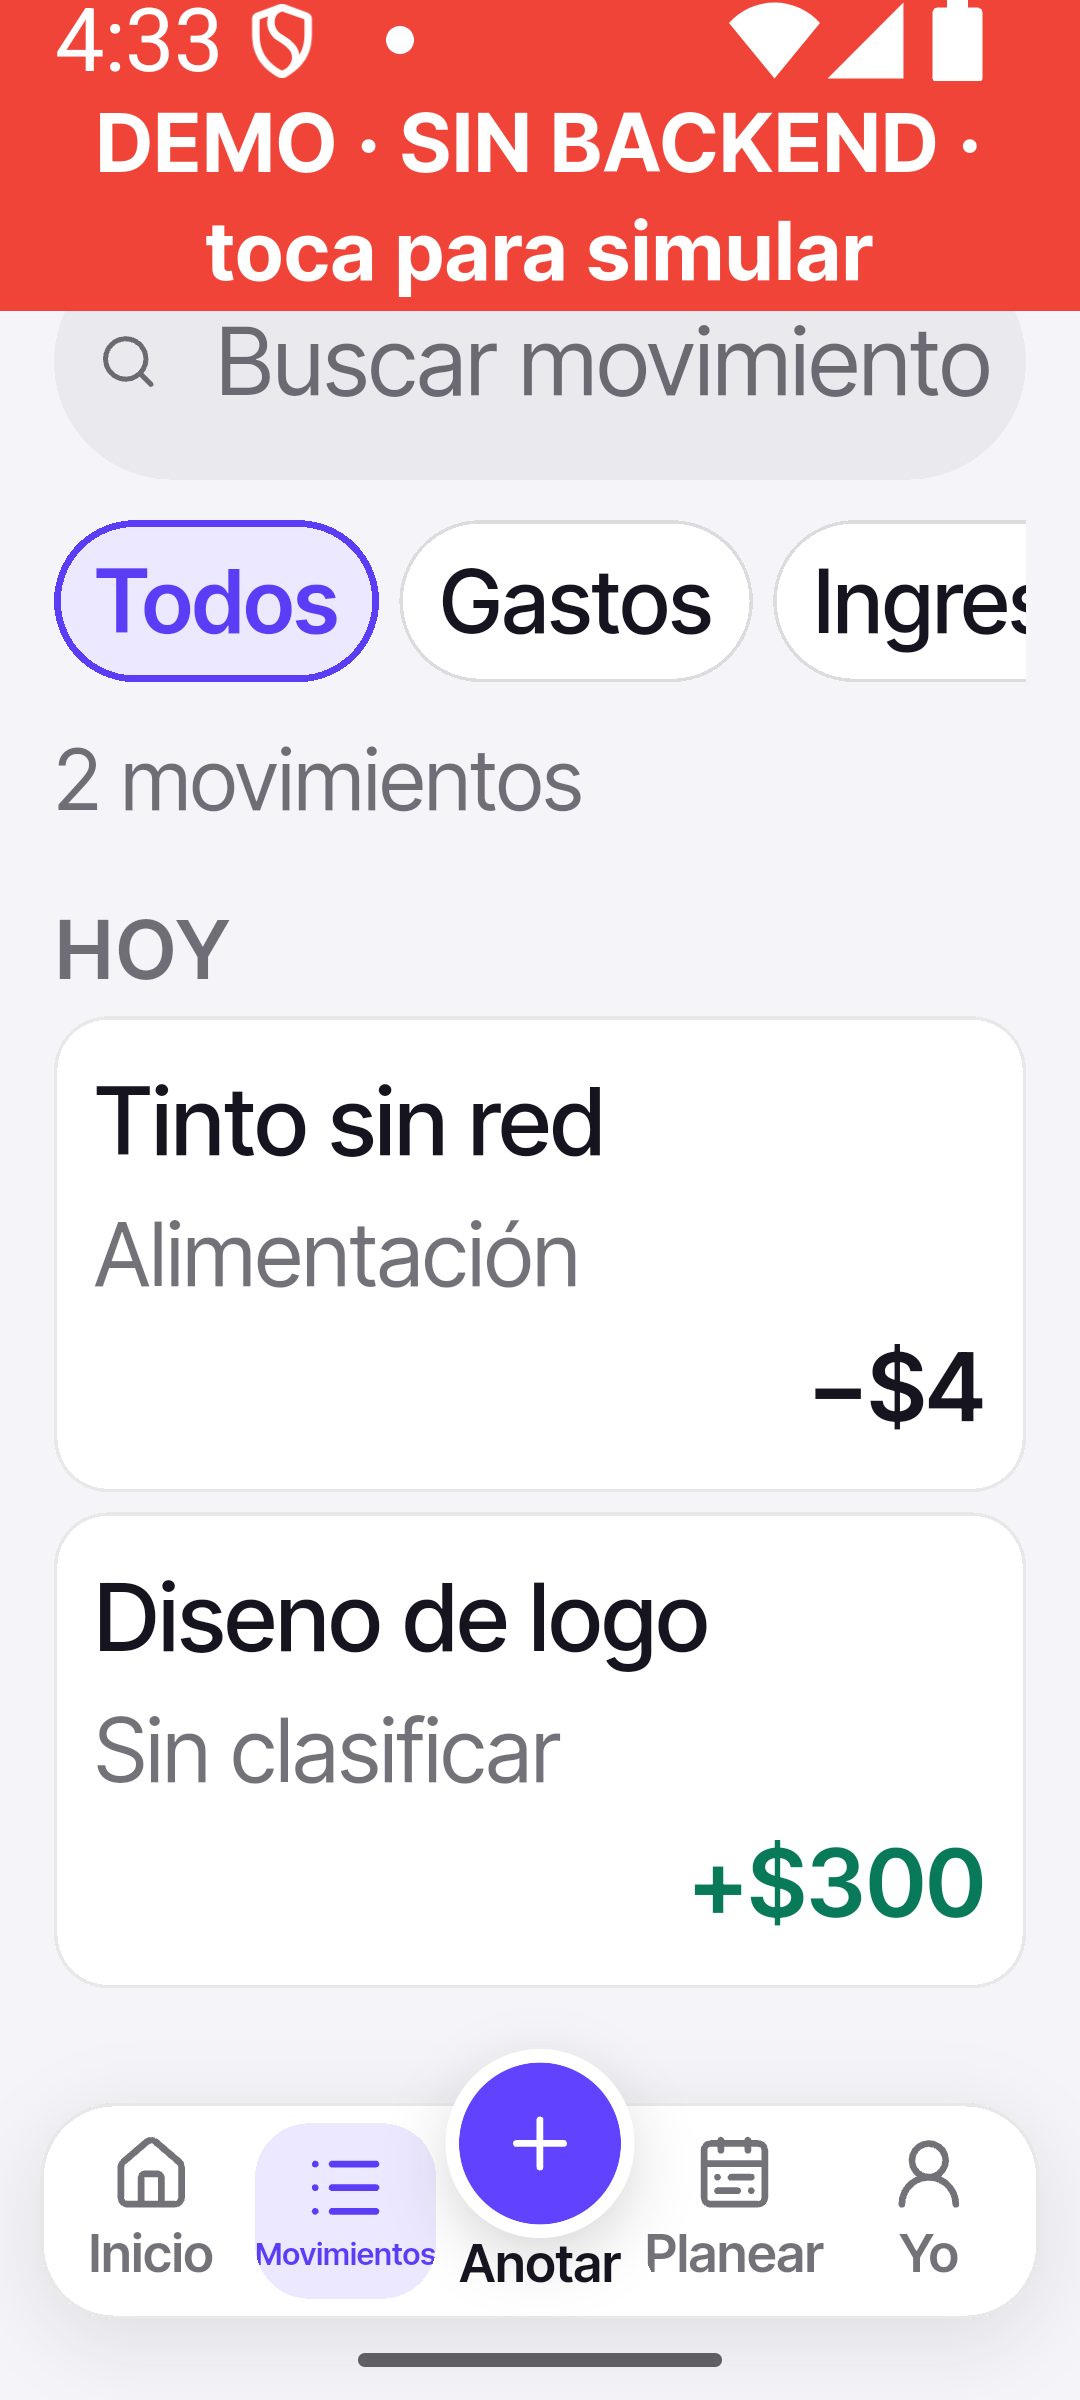 4:33
DEMO · SIN BACKEND ·
toca para simular
Buscar movimiento
Todos Gastos Ingres
2 movimientos
HOY
Tinto sin red
Alimentación
−$4
Diseno de logo
Sin clasificar
+$300
Inicio Movimientos Anotar Planear Yo